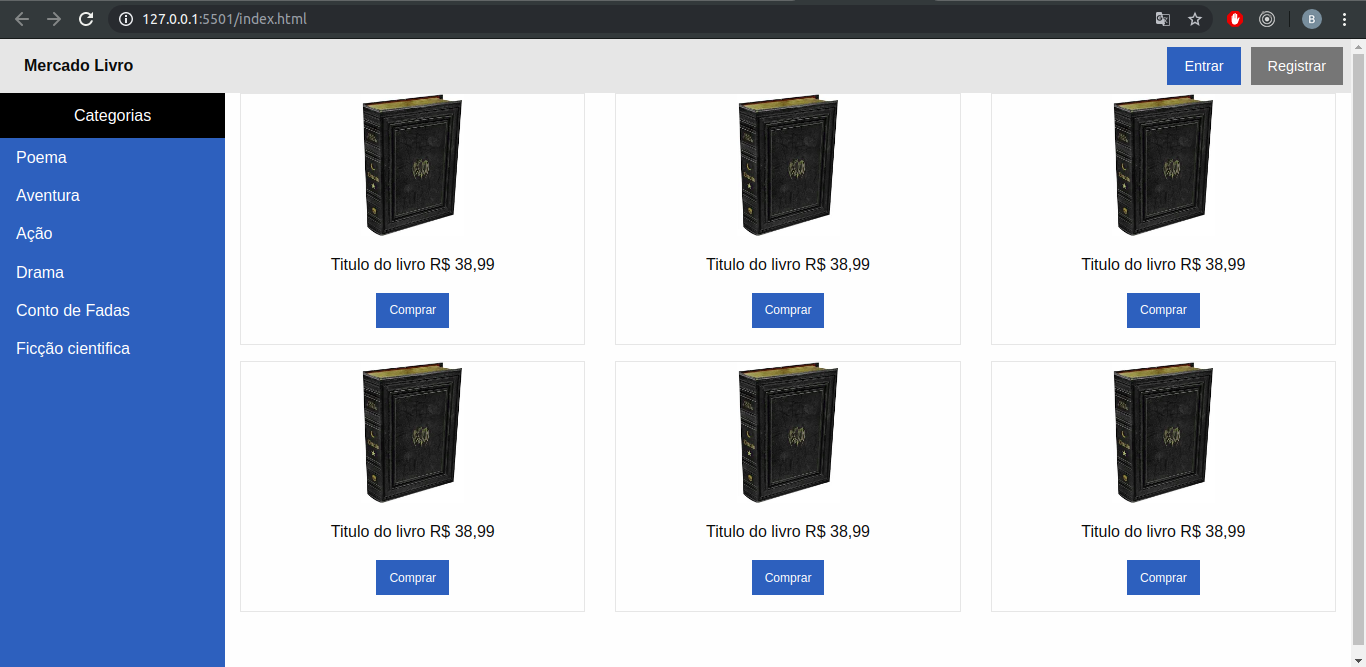 127.0.0.1:5501/index.html
B
Mercado Livro
Entrar
Registrar
Categorias
Poema
Aventura
Ação
Drama
Conto de Fadas
Ficção cientifica
Titulo do livro R$ 38,99
Titulo do livro R$ 38,99
Titulo do livro R$ 38,99
Comprar
Comprar
Comprar
Titulo do livro R$ 38,99
Titulo do livro R$ 38,99
Titulo do livro R$ 38,99
Comprar
Comprar
Comprar